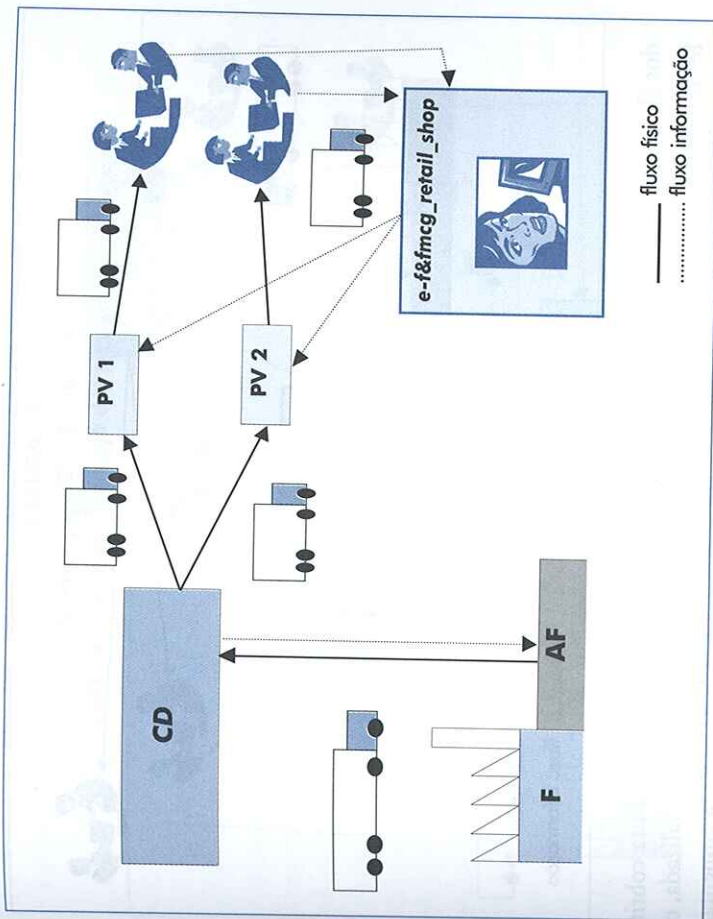 CD
PV 1
PV 2
F
AF
e-f&fmcg_retail_shop
fluxo físico
fluxo informação